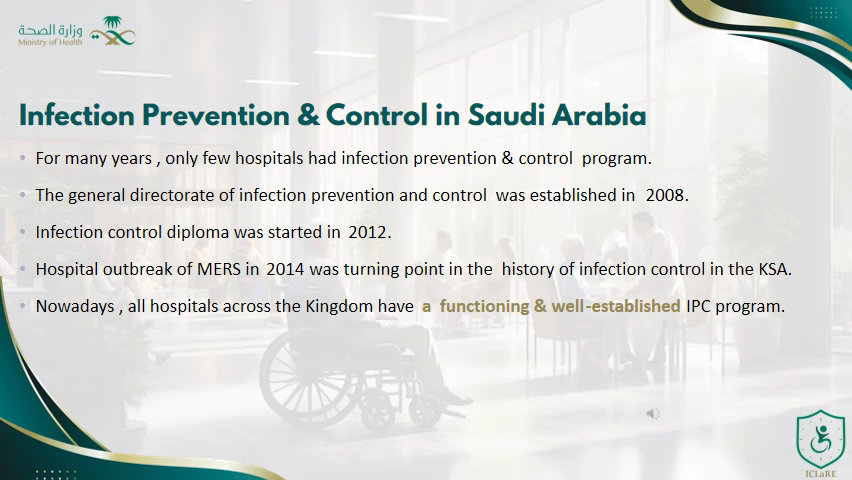 وزارة الصحة
Ministry of Health
Infection Prevention & Control in Saudi Arabia
• For many years , only few hospitals had infection prevention & control program.
• The general directorate of infection prevention and control was established in 2008.
• Infection control diploma was started in 2012.
• Hospital outbreak of MERS in 2014 was turning point in the history of infection control in the KSA.
• Nowadays , all hospitals across the Kingdom have a functioning & well-established IPC program.
ICLaRE